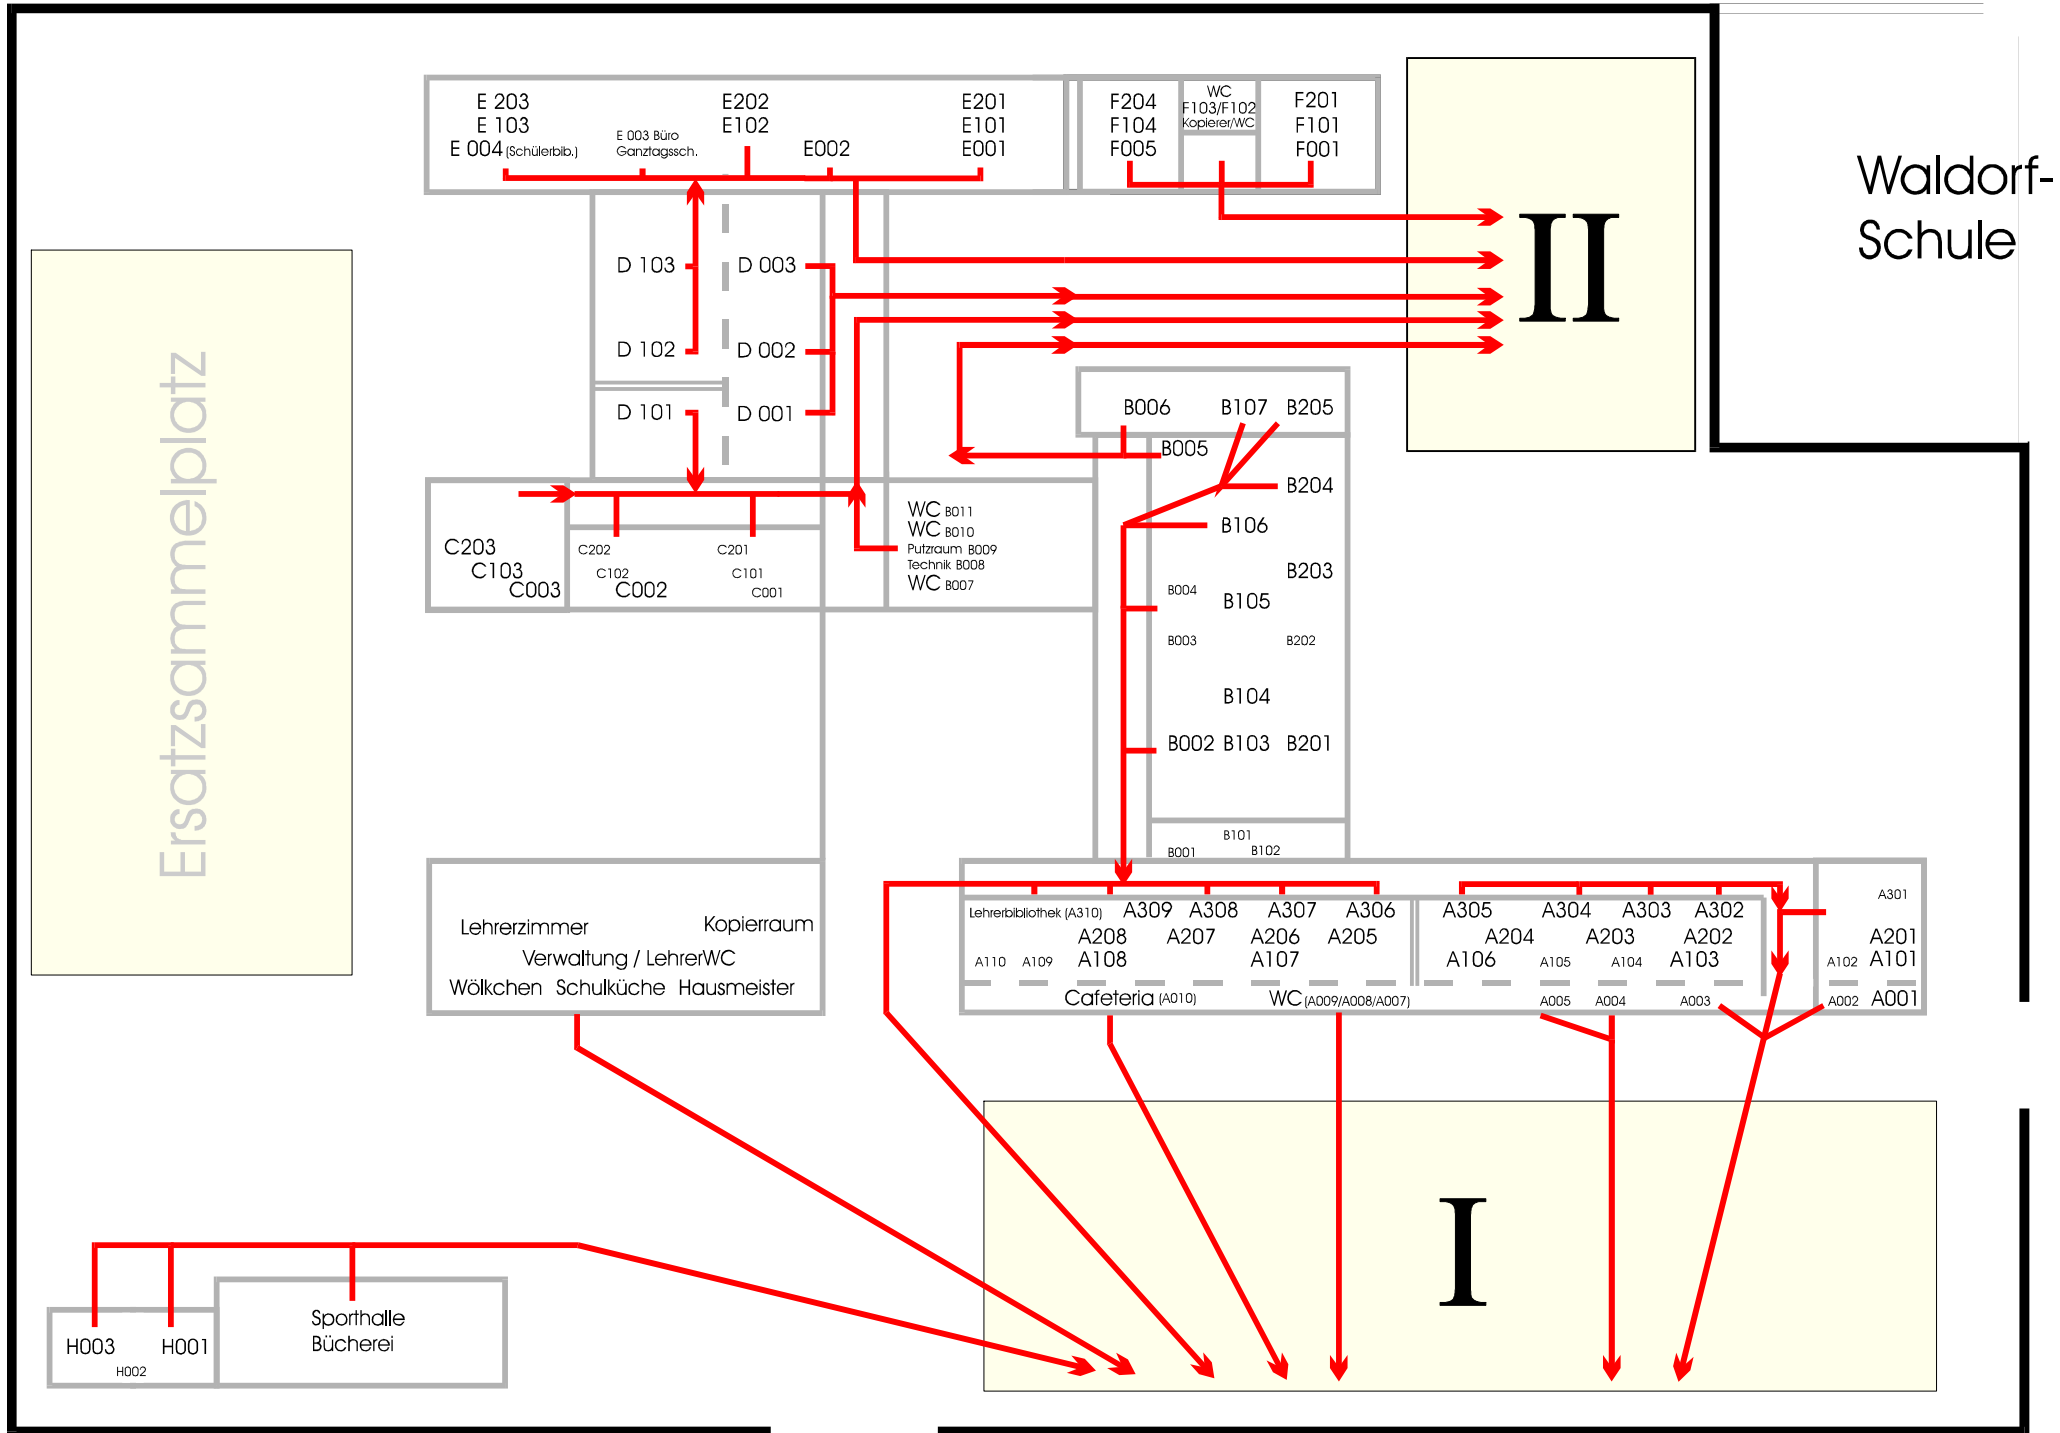 E 203
E 103
E 004 (Schülerbib.)
E 003 Büro
Ganztagssch.
E202
E102
E002
E201
E101
E001
F204
F104
F005
WC
F103/F102
Kopierer/WC
F201
F101
F001
Waldorf-
Schule
II
D 103
D 003
D 102
D 002
D 101
D 001
Ersatzsammelplatz
B006
B107
B205
B005
B204
B106
WC B011
WC B010
Putzraum B009
Technik B008
WC B007
C203
C103
C003
C202
C102
C002
C201
C101
C001
B203
B004
B105
B003
B202
B104
B002 B103 B201
B101
B001
B102
Lehrerzimmer
Kopierraum
Verwaltung / LehrerWC
Wölkchen Schulküche Hausmeister
Lehrerbibliothek (A310) A309 A308 A307 A306
A208 A207 A206 A205
A110 A109 A108 A107
Cafeteria (A010) WC (A009/A008/A007)
A305 A304 A303 A302
A204 A203 A202
A106 A105 A104 A103
A005 A004 A003
A301
A201
A102 A101
A002 A001
I
Sporthalle
Bücherei
H003 H001
H002